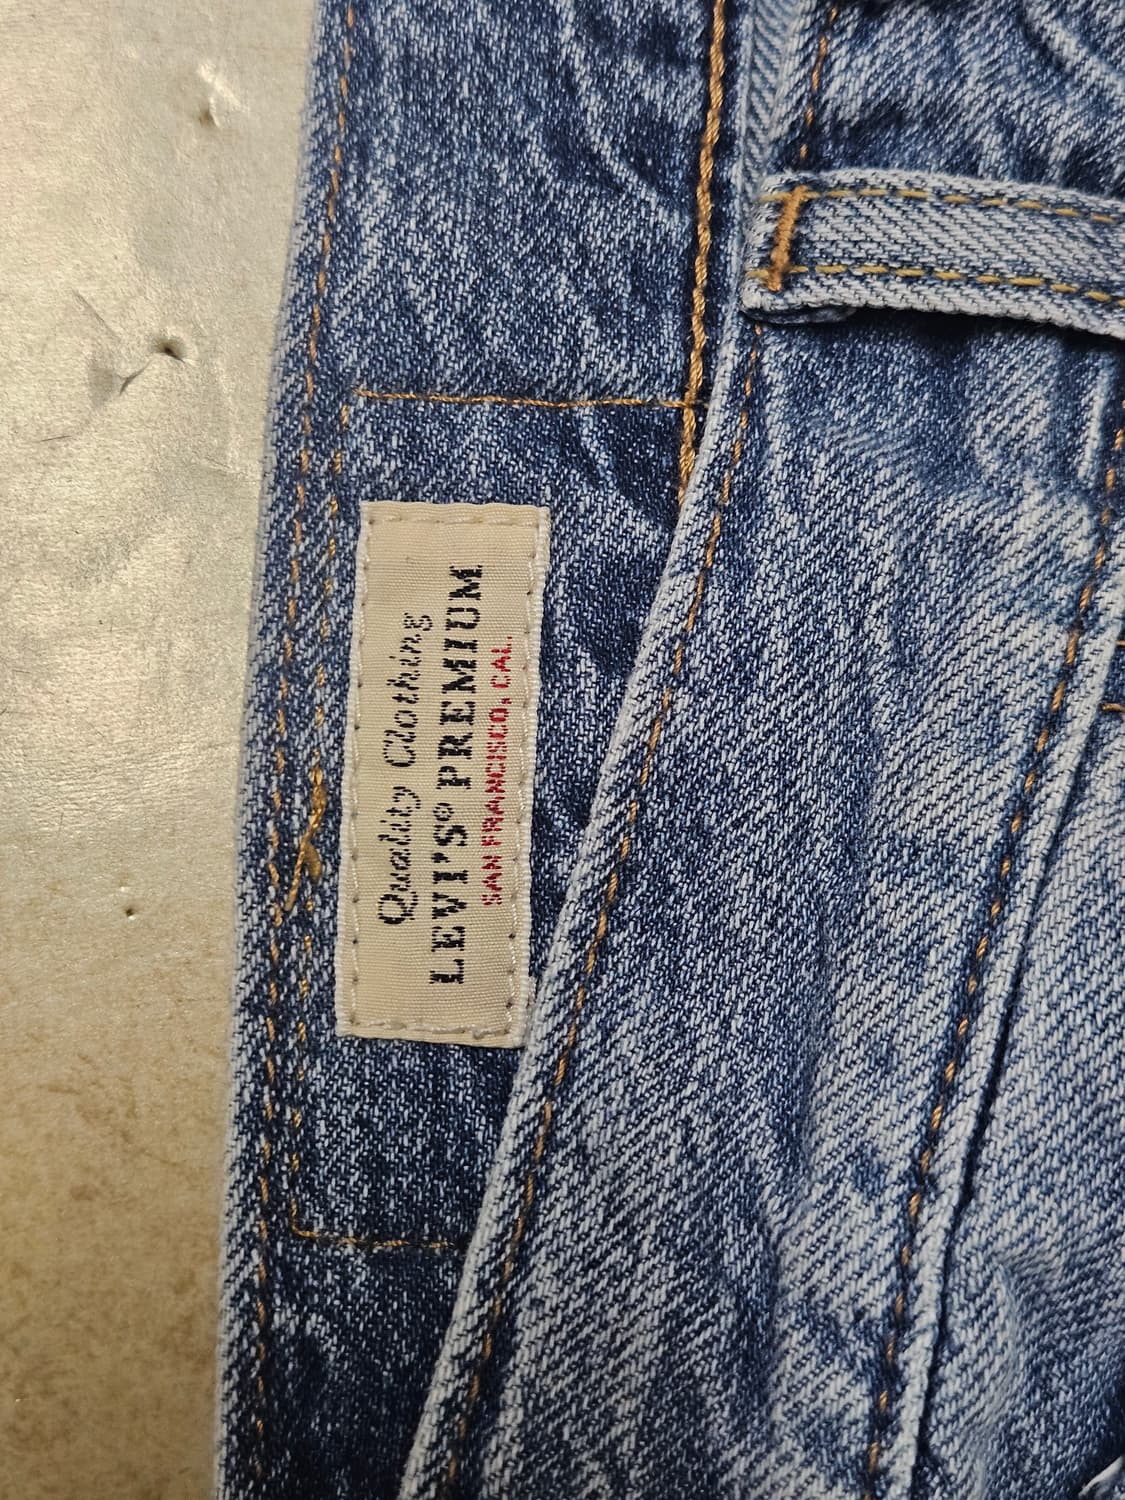 Quality Clothing
LEVI'S® PREMIUM
SAN FRANCISCO, CAL.